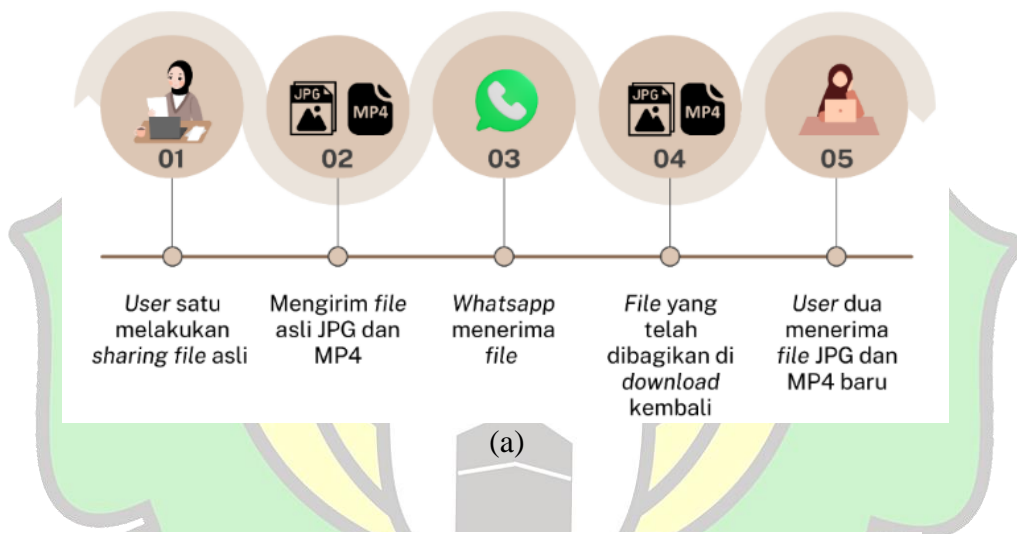 JPG
MP4
JPG
MP4
01
02
03
04
05
User satu
melakukan
sharing file asli
Mengirim file
asli JPG dan
MP4
Whatsapp
menerima
file
File yang
telah
dibagikan di
download
kembali
User dua
menerima
file JPG dan
MP4 baru
(a)